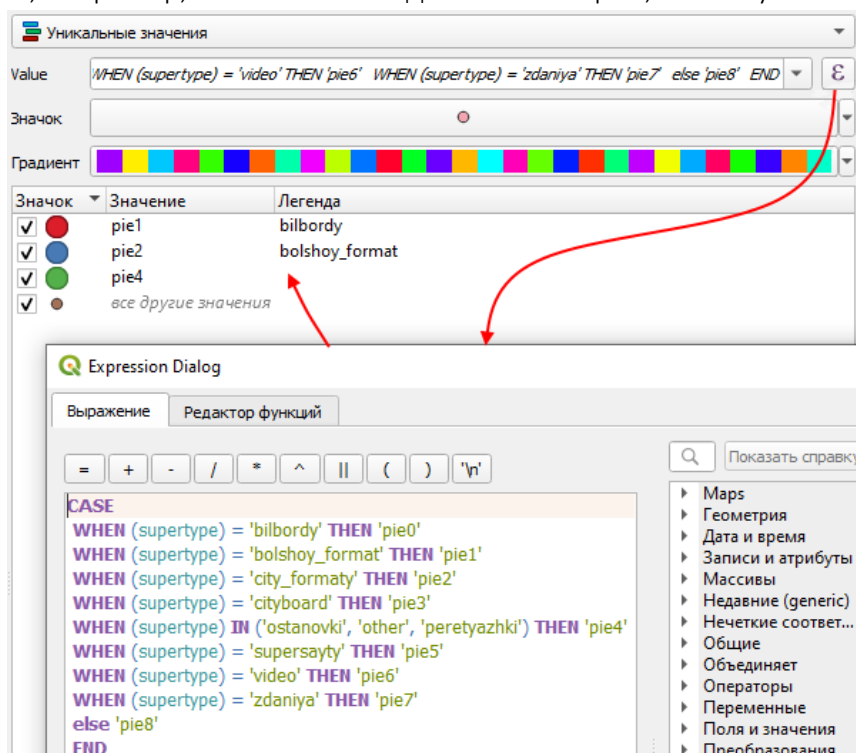 Уникальные значения
Value WHEN (supertype) = 'video' THEN 'pie6' WHEN (supertype) = 'zdaniya' THEN 'pie7' else 'pie8' END ε
Значок
Градиент
Значок Значение Легенда
pie1 bilbordy
pie2 bolshoy_format
pie4
все другие значения
Expression Dialog
Выражение Редактор функций
= + - / * ^ || ( ) '\n'
Показать справку
CASE
WHEN (supertype) = 'bilbordy' THEN 'pie0'
WHEN (supertype) = 'bolshoy_format' THEN 'pie1'
WHEN (supertype) = 'city_formaty' THEN 'pie2'
WHEN (supertype) = 'cityboard' THEN 'pie3'
WHEN (supertype) IN ('ostanovki', 'other', 'peretyazhki') THEN 'pie4'
WHEN (supertype) = 'supersayty' THEN 'pie5'
WHEN (supertype) = 'video' THEN 'pie6'
WHEN (supertype) = 'zdaniya' THEN 'pie7'
else 'pie8'
END
Maps
Геометрия
Дата и время
Записи и атрибуты
Массивы
Недавние (generic)
Нечеткие соответ...
Общие
Объединяет
Операторы
Переменные
Поля и значения
Преобразования